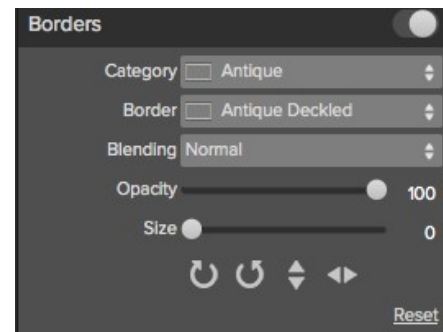 Borders
Category Antique
Border Antique Deckled
Blending Normal
Opacity 100
Size 0
Reset